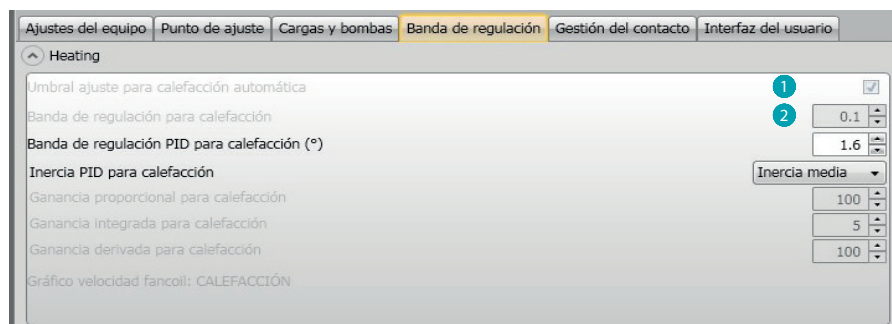 Ajustes del equipo Punto de ajuste Cargas y bombas Banda de regulación Gestión del contacto Interfaz del usuario
Heating
Umbral ajuste para calefacción automática 1
Banda de regulación para calefacción 2 0.1
Banda de regulación PID para calefacción (°) 1.6
Inercia PID para calefacción Inercia media
Ganancia proporcional para calefacción 100
Ganancia integrada para calefacción 5
Ganancia derivada para calefacción 100
Gráfico velocidad fancoil: CALEFACCIÓN